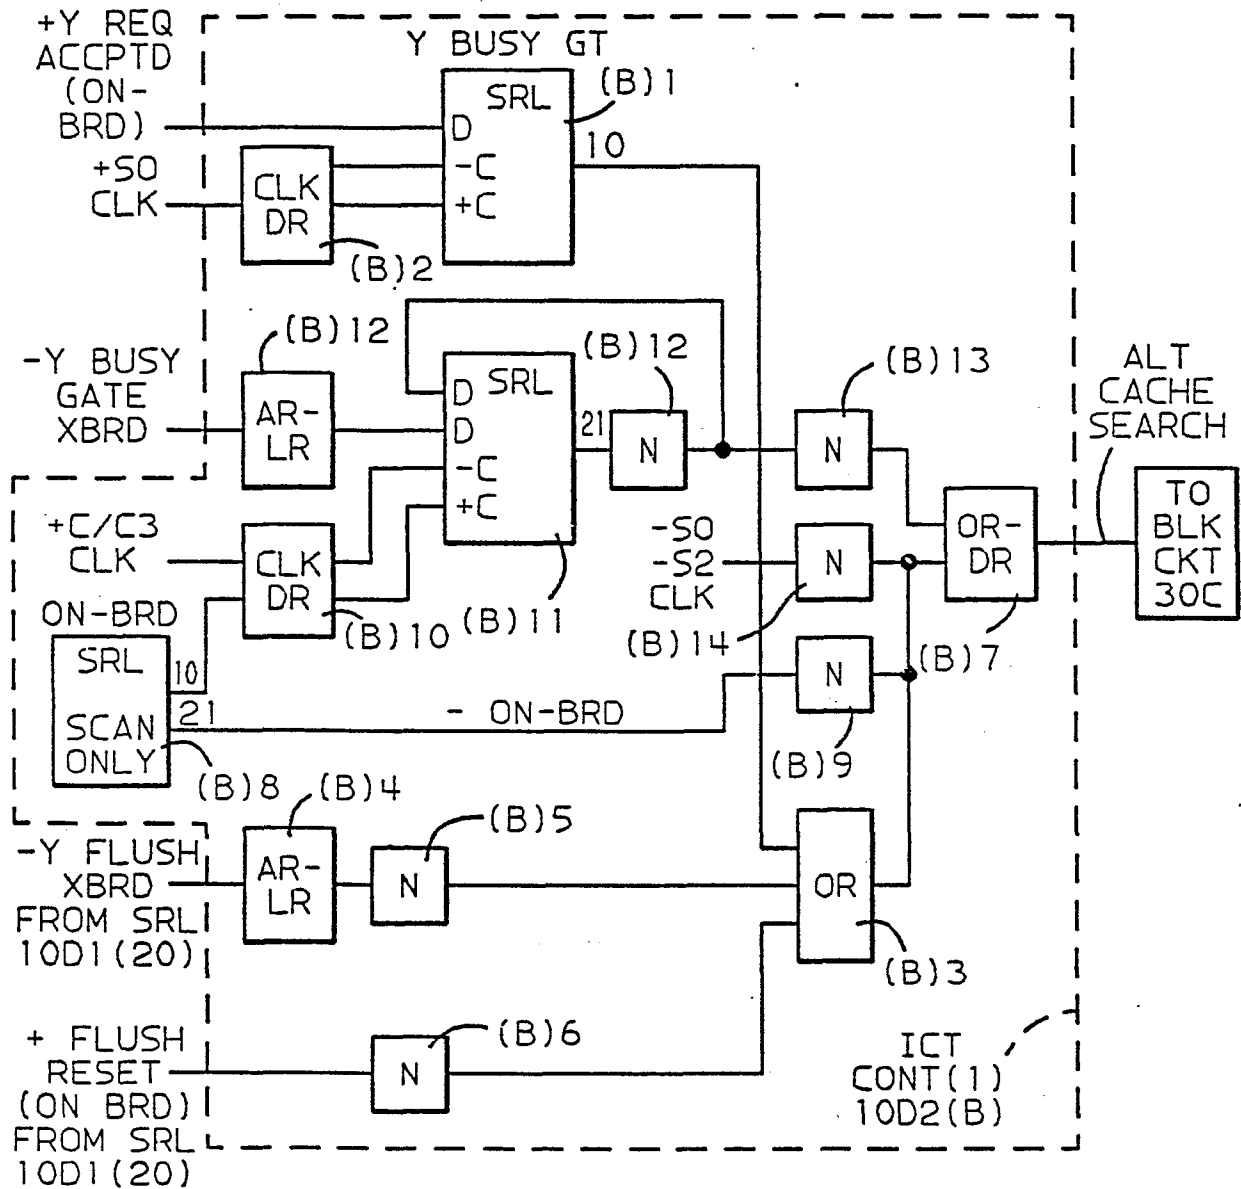 +Y REQ
ACCPTD
(ON-
BRD)
+S0
CLK
Y BUSY GT
SRL
D
-C
+C
10
(B)1
CLK
DR
(B)2
-Y BUSY
GATE
XBRD
(B)12
AR-
LR
SRL
D
D
-C
+C
21
(B)12
N
(B)13
N
ALT
CACHE
SEARCH
+C/C3
CLK
CLK
DR
(B)10
(B)11
-S0
-S2
CLK
N
(B)14
OR-
DR
(B)7
TO
BLK
CKT
30C
ON-BRD
SRL
SCAN
ONLY
10
21
(B)8
- ON-BRD
N
(B)9
-Y FLUSH
XBRD
FROM SRL
10D1(20)
(B)4
AR-
LR
(B)5
N
OR
(B)3
+ FLUSH
RESET
(ON BRD)
FROM SRL
10D1(20)
(B)6
N
ICT
CONT(1)
10D2(B)